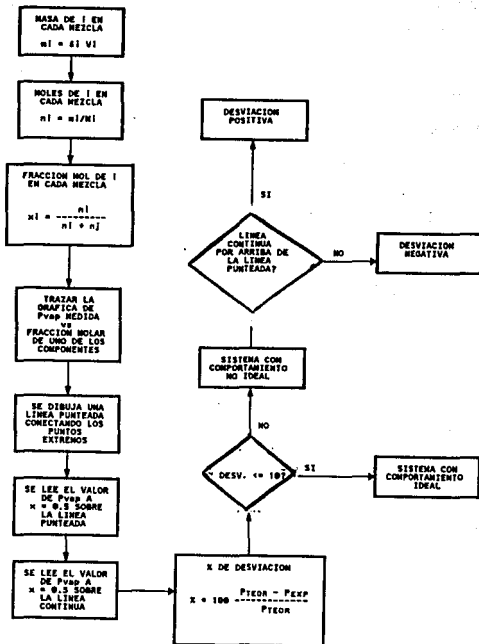 MASA DE i EN
CADA MEZCLA
mi = δi Vi
MOLES DE i EN
CADA MEZCLA
ni = mi/Mi
FRACCION MOL DE i
EN CADA MEZCLA
ni
xi = ----------
ni + nj
TRAZAR LA
GRAFICA DE
Pvap MEDIDA
vs
FRACCION MOLAR
DE UNO DE LOS
COMPONENTES
SE DIBUJA UNA
LINEA PUNTEADA
CONECTANDO LOS
PUNTOS
EXTREMOS
SE LEE EL VALOR
DE Pvap A
x = 0.5 SOBRE
LA LINEA
PUNTEADA
SE LEE EL VALOR
DE Pvap A
x = 0.5 SOBRE
LA LINEA
CONTINUA
% DE DESVIACION
PTEOR - PEXP
% = 100 ---------------
PTEOR
DESV. <= 10?
SI
SISTEMA CON
COMPORTAMIENTO
IDEAL
NO
SISTEMA CON
COMPORTAMIENTO
NO IDEAL
LINEA
CONTINUA
POR ARRIBA DE
LA LINEA
PUNTEADA?
NO
DESVIACION
NEGATIVA
SI
DESVIACION
POSITIVA